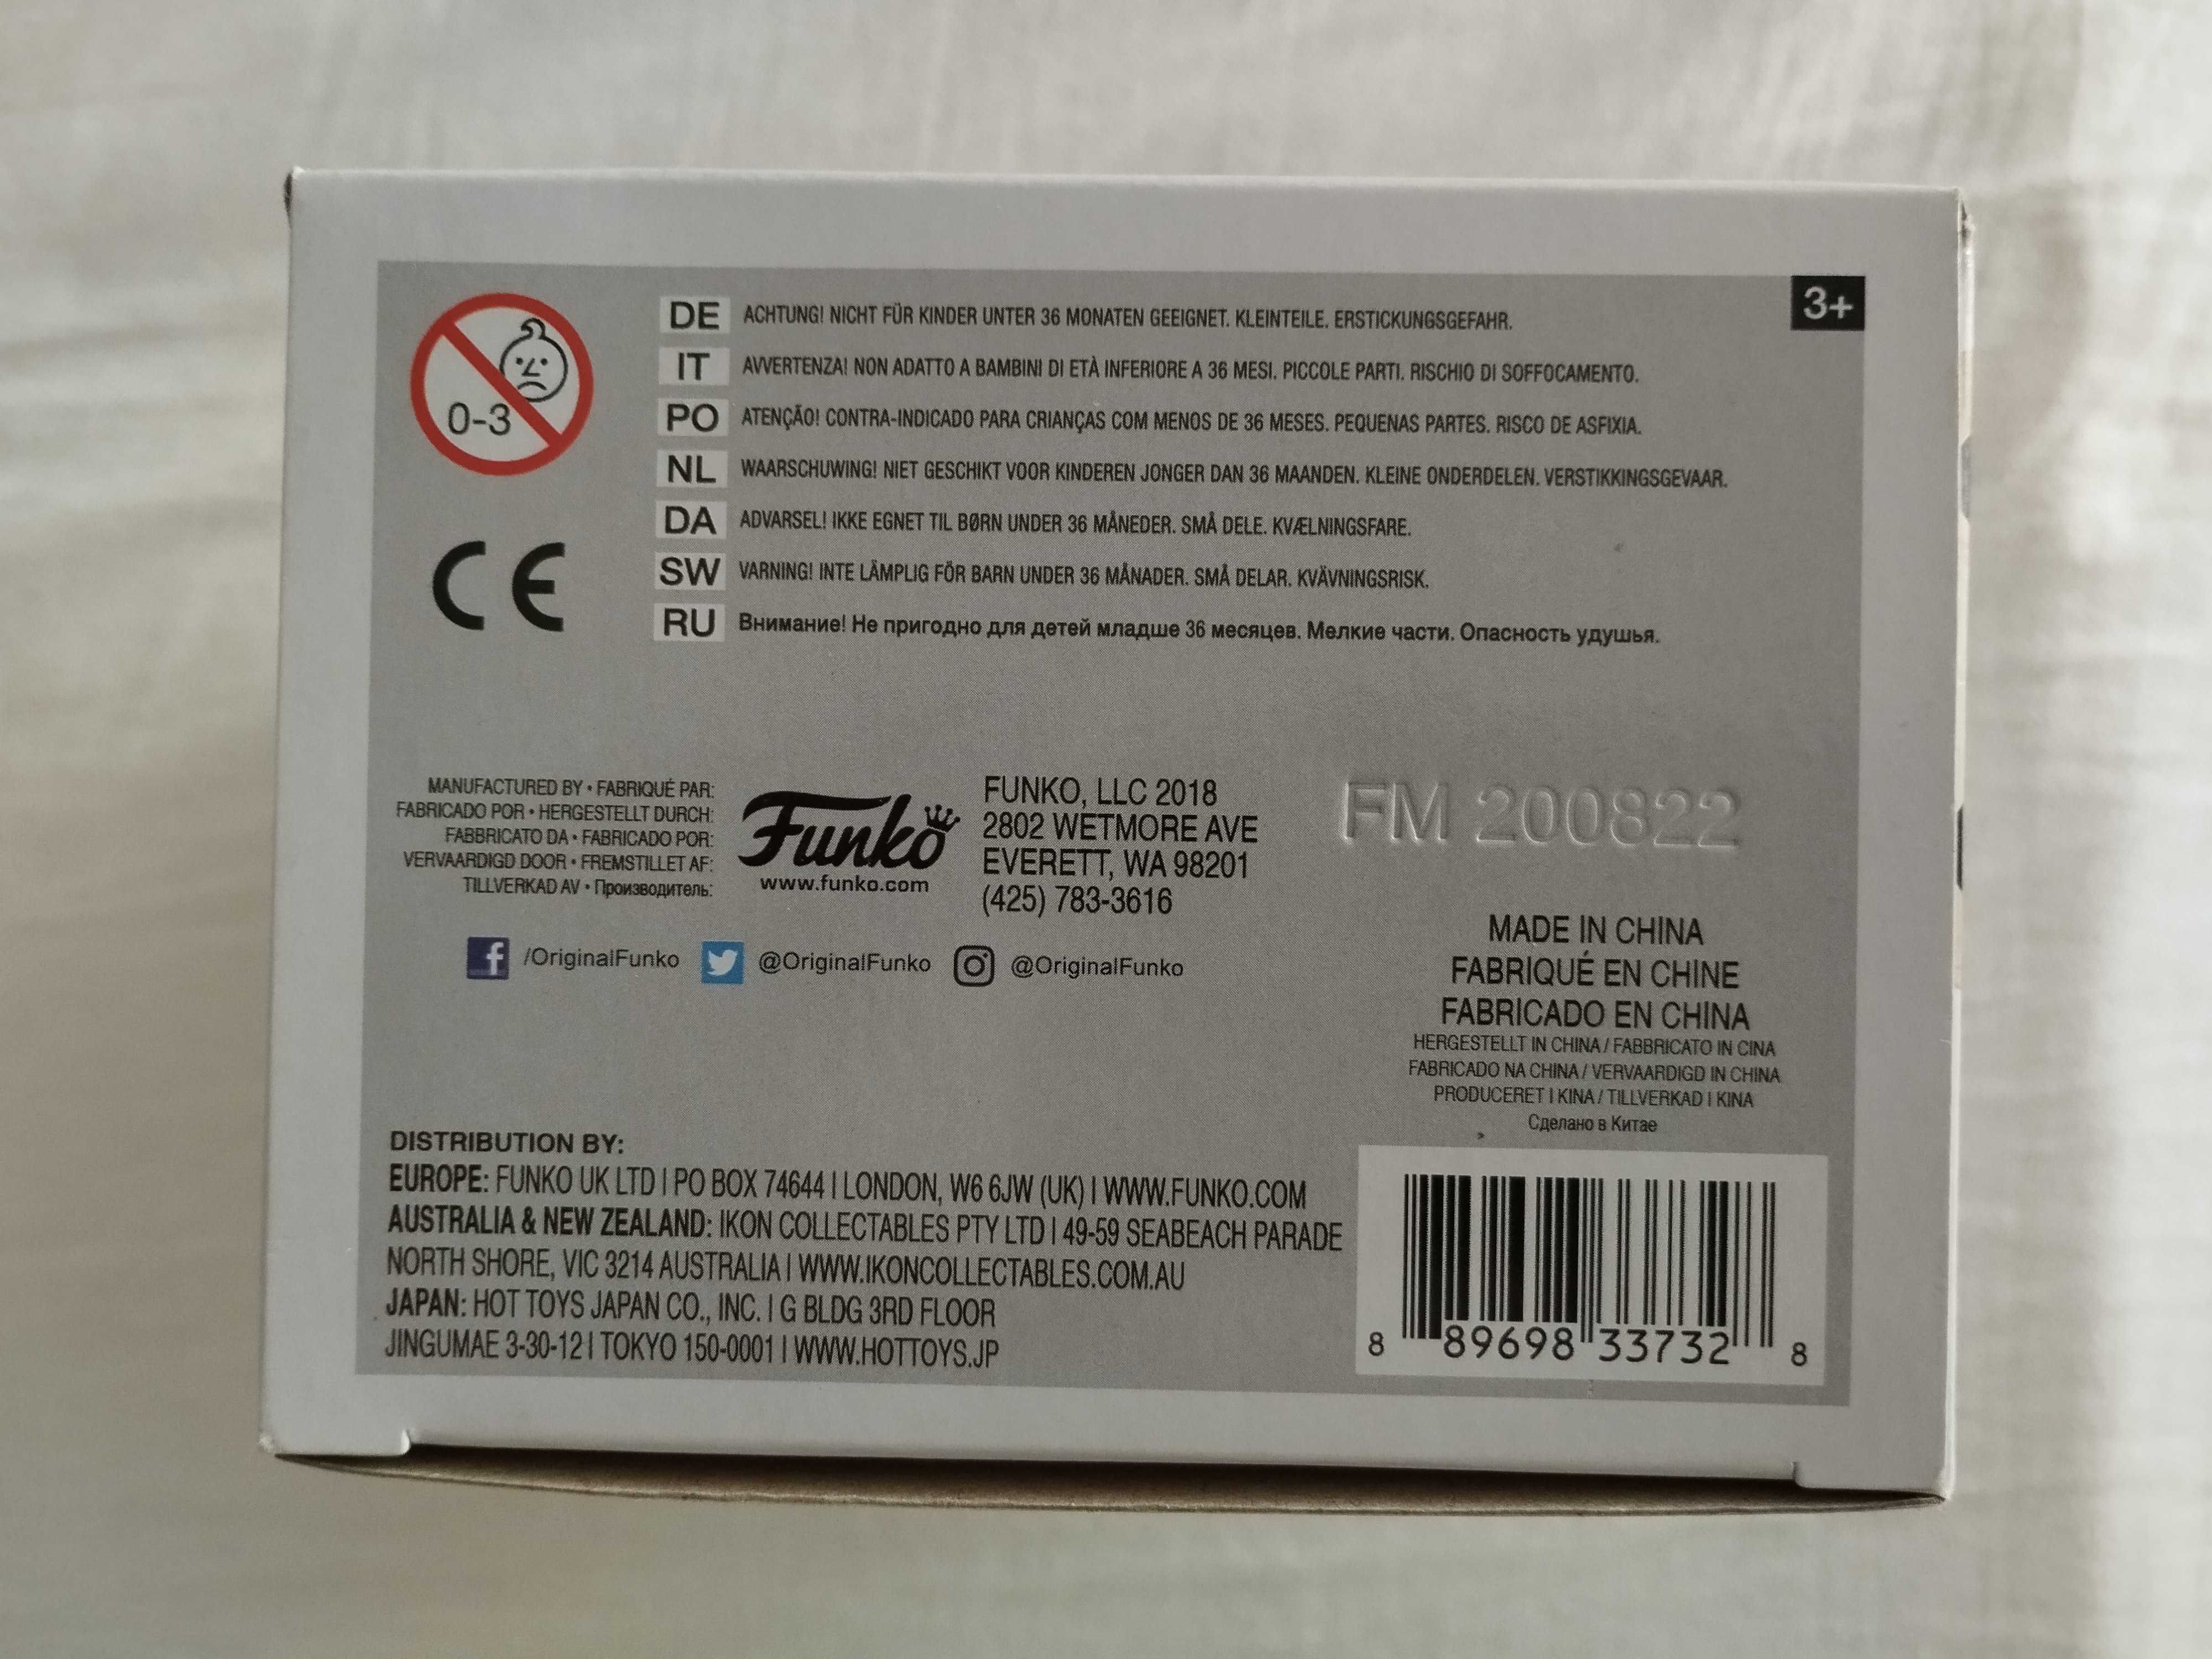 0-3
3+
DE ACHTUNG! NICHT FÜR KINDER UNTER 36 MONATEN GEEIGNET. KLEINTEILE. ERSTICKUNGSGEFAHR.
IT AVVERTENZA! NON ADATTO A BAMBINI DI ETÀ INFERIORE A 36 MESI. PICCOLE PARTI. RISCHIO DI SOFFOCAMENTO.
PO ATENÇÃO! CONTRA-INDICADO PARA CRIANÇAS COM MENOS DE 36 MESES. PEQUENAS PARTES. RISCO DE ASFIXIA.
NL WAARSCHUWING! NIET GESCHIKT VOOR KINDEREN JONGER DAN 36 MAANDEN. KLEINE ONDERDELEN. VERSTIKKINGSGEVAAR.
DA ADVARSEL! IKKE EGNET TIL BØRN UNDER 36 MÅNEDER. SMÅ DELE. KVÆLNINGSFARE.
SW VARNING! INTE LÄMPLIG FÖR BARN UNDER 36 MÅNADER. SMÅ DELAR. KVÄVNINGSRISK.
RU Внимание! Не пригодно для детей младше 36 месяцев. Мелкие части. Опасность удушья.
CE
MANUFACTURED BY • FABRIQUÉ PAR:
FABRICADO POR • HERGESTELLT DURCH:
FABBRICATO DA • FABRICADO POR:
VERVAARDIGD DOOR • FREMSTILLET AF:
TILLVERKAD AV • Производитель:
Funko
www.funko.com
FUNKO, LLC 2018
2802 WETMORE AVE
EVERETT, WA 98201
(425) 783-3616
FM 200822
/OriginalFunko @OriginalFunko @OriginalFunko
MADE IN CHINA
FABRIQUÉ EN CHINE
FABRICADO EN CHINA
HERGESTELLT IN CHINA / FABBRICATO IN CINA
FABRICADO NA CHINA / VERVAARDIGD IN CHINA
PRODUCERET I KINA / TILLVERKAD I KINA
Сделано в Китае
DISTRIBUTION BY:
EUROPE: FUNKO UK LTD | PO BOX 74644 | LONDON, W6 6JW (UK) | WWW.FUNKO.COM
AUSTRALIA & NEW ZEALAND: IKON COLLECTABLES PTY LTD | 49-59 SEABEACH PARADE
NORTH SHORE, VIC 3214 AUSTRALIA | WWW.IKONCOLLECTABLES.COM.AU
JAPAN: HOT TOYS JAPAN CO., INC. | G BLDG 3RD FLOOR
JINGUMAE 3-30-12 | TOKYO 150-0001 | WWW.HOTTOYS.JP
8 89698 33732 8